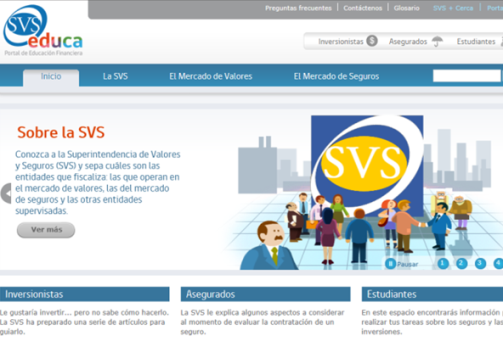 Preguntas frecuentes | Contáctenos | Glosario SVS + Cerca
SVS
educa
Portal de Educación Financiera
Inversionistas $ Asegurados Estudiantes
Inicio La SVS El Mercado de Valores El Mercado de Seguros
Sobre la SVS
Conozca a la Superintendencia de Valores
y Seguros (SVS) y sepa cuáles son las
entidades que fiscaliza: las que operan en
el mercado de valores, las del mercado
de seguros y las otras entidades
supervisadas.
Ver más
SVS
Pausar 1 2 3 4
Inversionistas
Le gustaría invertir... pero no sabe cómo hacerlo.
La SVS ha preparado una serie de artículos para
guiarlo.
Asegurados
La SVS le explica algunos aspectos a considerar
al momento de evaluar la contratación de un
seguro.
Estudiantes
En este espacio encontrarás información
realizar tus tareas sobre los seguros y las
inversiones.